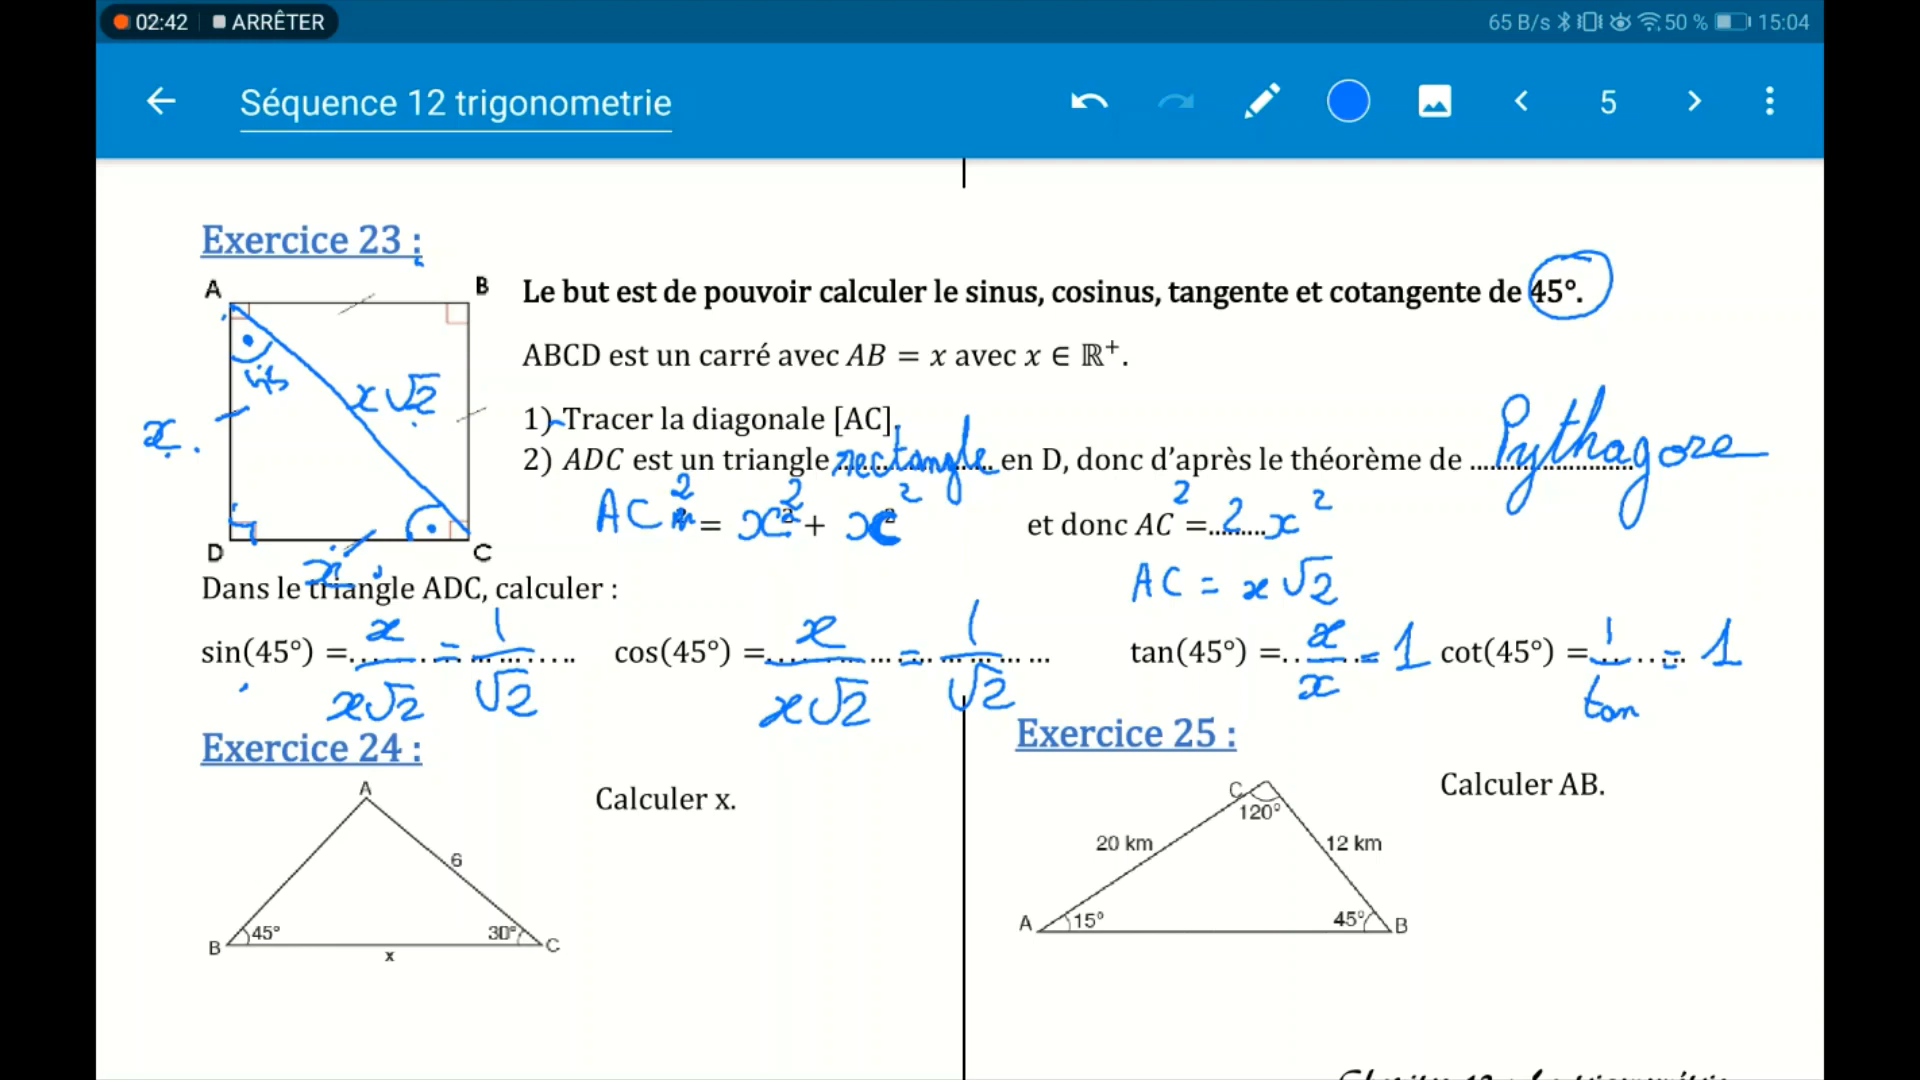 02:42 ARRÊTER 65 B/s 50 % 15:04
Séquence 12 trigonometrie 5
Exercice 23 :
A B
Le but est de pouvoir calculer le sinus, cosinus, tangente et cotangente de 45°.
ABCD est un carré avec AB = x avec x ∈ ℝ⁺.
x√2
x
1) Tracer la diagonale [AC].
2) ADC est un triangle rectangle en D, donc d'après le théorème de Pythagore
AC² = x² + x² et donc AC² = 2x²
D C
x
AC = x√2
Dans le triangle ADC, calculer :
sin(45°) = x/x√2 = 1/√2 cos(45°) = x/x√2 = 1/√2 tan(45°) = x/x = 1 cot(45°) = 1/tan = 1
Exercice 24 :
Calculer x.
A
6
45° 30°
B C
x
Exercice 25 :
Calculer AB.
C
120°
20 km 12 km
A 15° 45° B